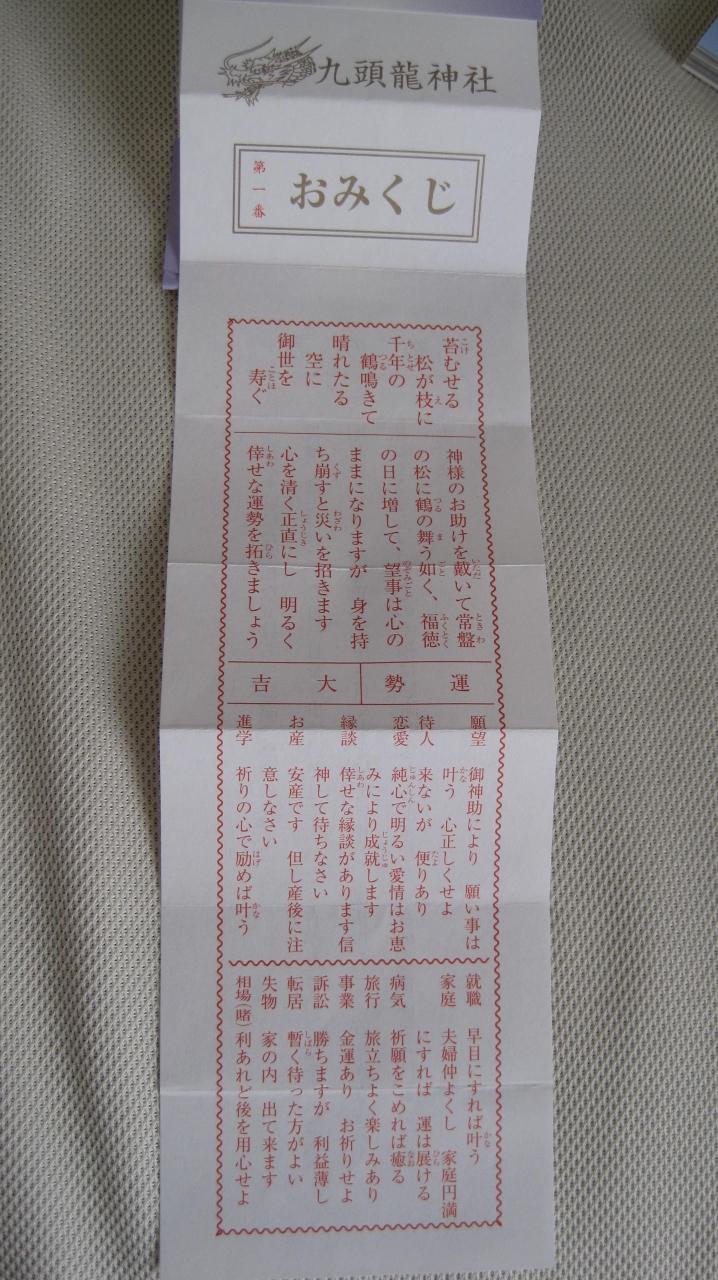 九頭龍神社
おみくじ
第一番
苔むせる
松が枝に
千年の
鶴鳴きて
晴れたる
空に
御世を
寿ぐ
神様のお助けを戴いて常盤
の松に鶴の舞う如く、福徳
の日に増して、望事は心の
ままになりますが 身を持
ち崩すと災いを招きます
心を清く正直にし 明るく
倖せな運勢を拓きましょう
運勢 大吉
願望 御神助により 願い事は
叶う 心正しくせよ
待人 来ないが 便りあり
恋愛 純心で明るい愛情はお恵
みにより成就します
縁談 倖せな縁談があります信
神して待ちなさい
お産 安産です 但し産後に注
意しなさい
進学 祈りの心で励めば叶う
就職 早目にすれば叶う
家庭 夫婦仲よくし 家庭円満
にすれば 運は展ける
病気 祈願をこめれば癒る
旅行 旅立ちよく楽しみあり
事業 金運あり お祈りせよ
訴訟 勝ちますが 利益薄し
転居 暫く待った方がよい
失物 家の内 出て来ます
相場(賭) 利あれど後を用心せよ